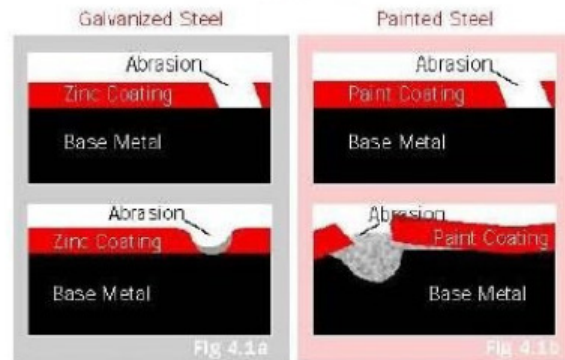 Galvanized Steel
Abrasion
Zinc Coating
Base Metal
Abrasion
Zinc Coating
Base Metal
Fig 4.1a
Painted Steel
Abrasion
Paint Coating
Base Metal
Abrasion
Paint Coating
Base Metal
Fig 4.1b